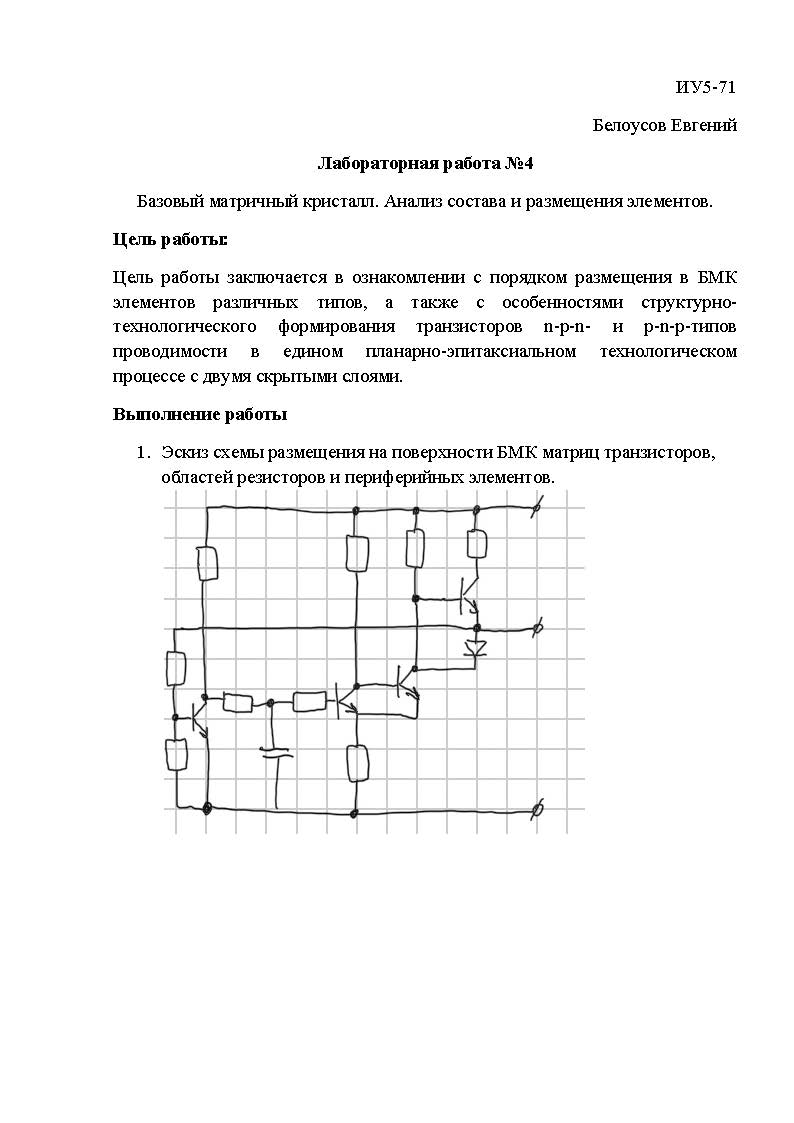 ИУ5-71
Белоусов Евгений
Лабораторная работа №4
Базовый матричный кристалл. Анализ состава и размещения элементов.
Цель работы:
Цель работы заключается в ознакомлении с порядком размещения в БМК
элементов различных типов, а также с особенностями структурно-
технологического формирования транзисторов n-p-n- и p-n-p-типов
проводимости в едином планарно-эпитаксиальном технологическом
процессе с двумя скрытыми слоями.
Выполнение работы
1. Эскиз схемы размещения на поверхности БМК матриц транзисторов,
областей резисторов и периферийных элементов.